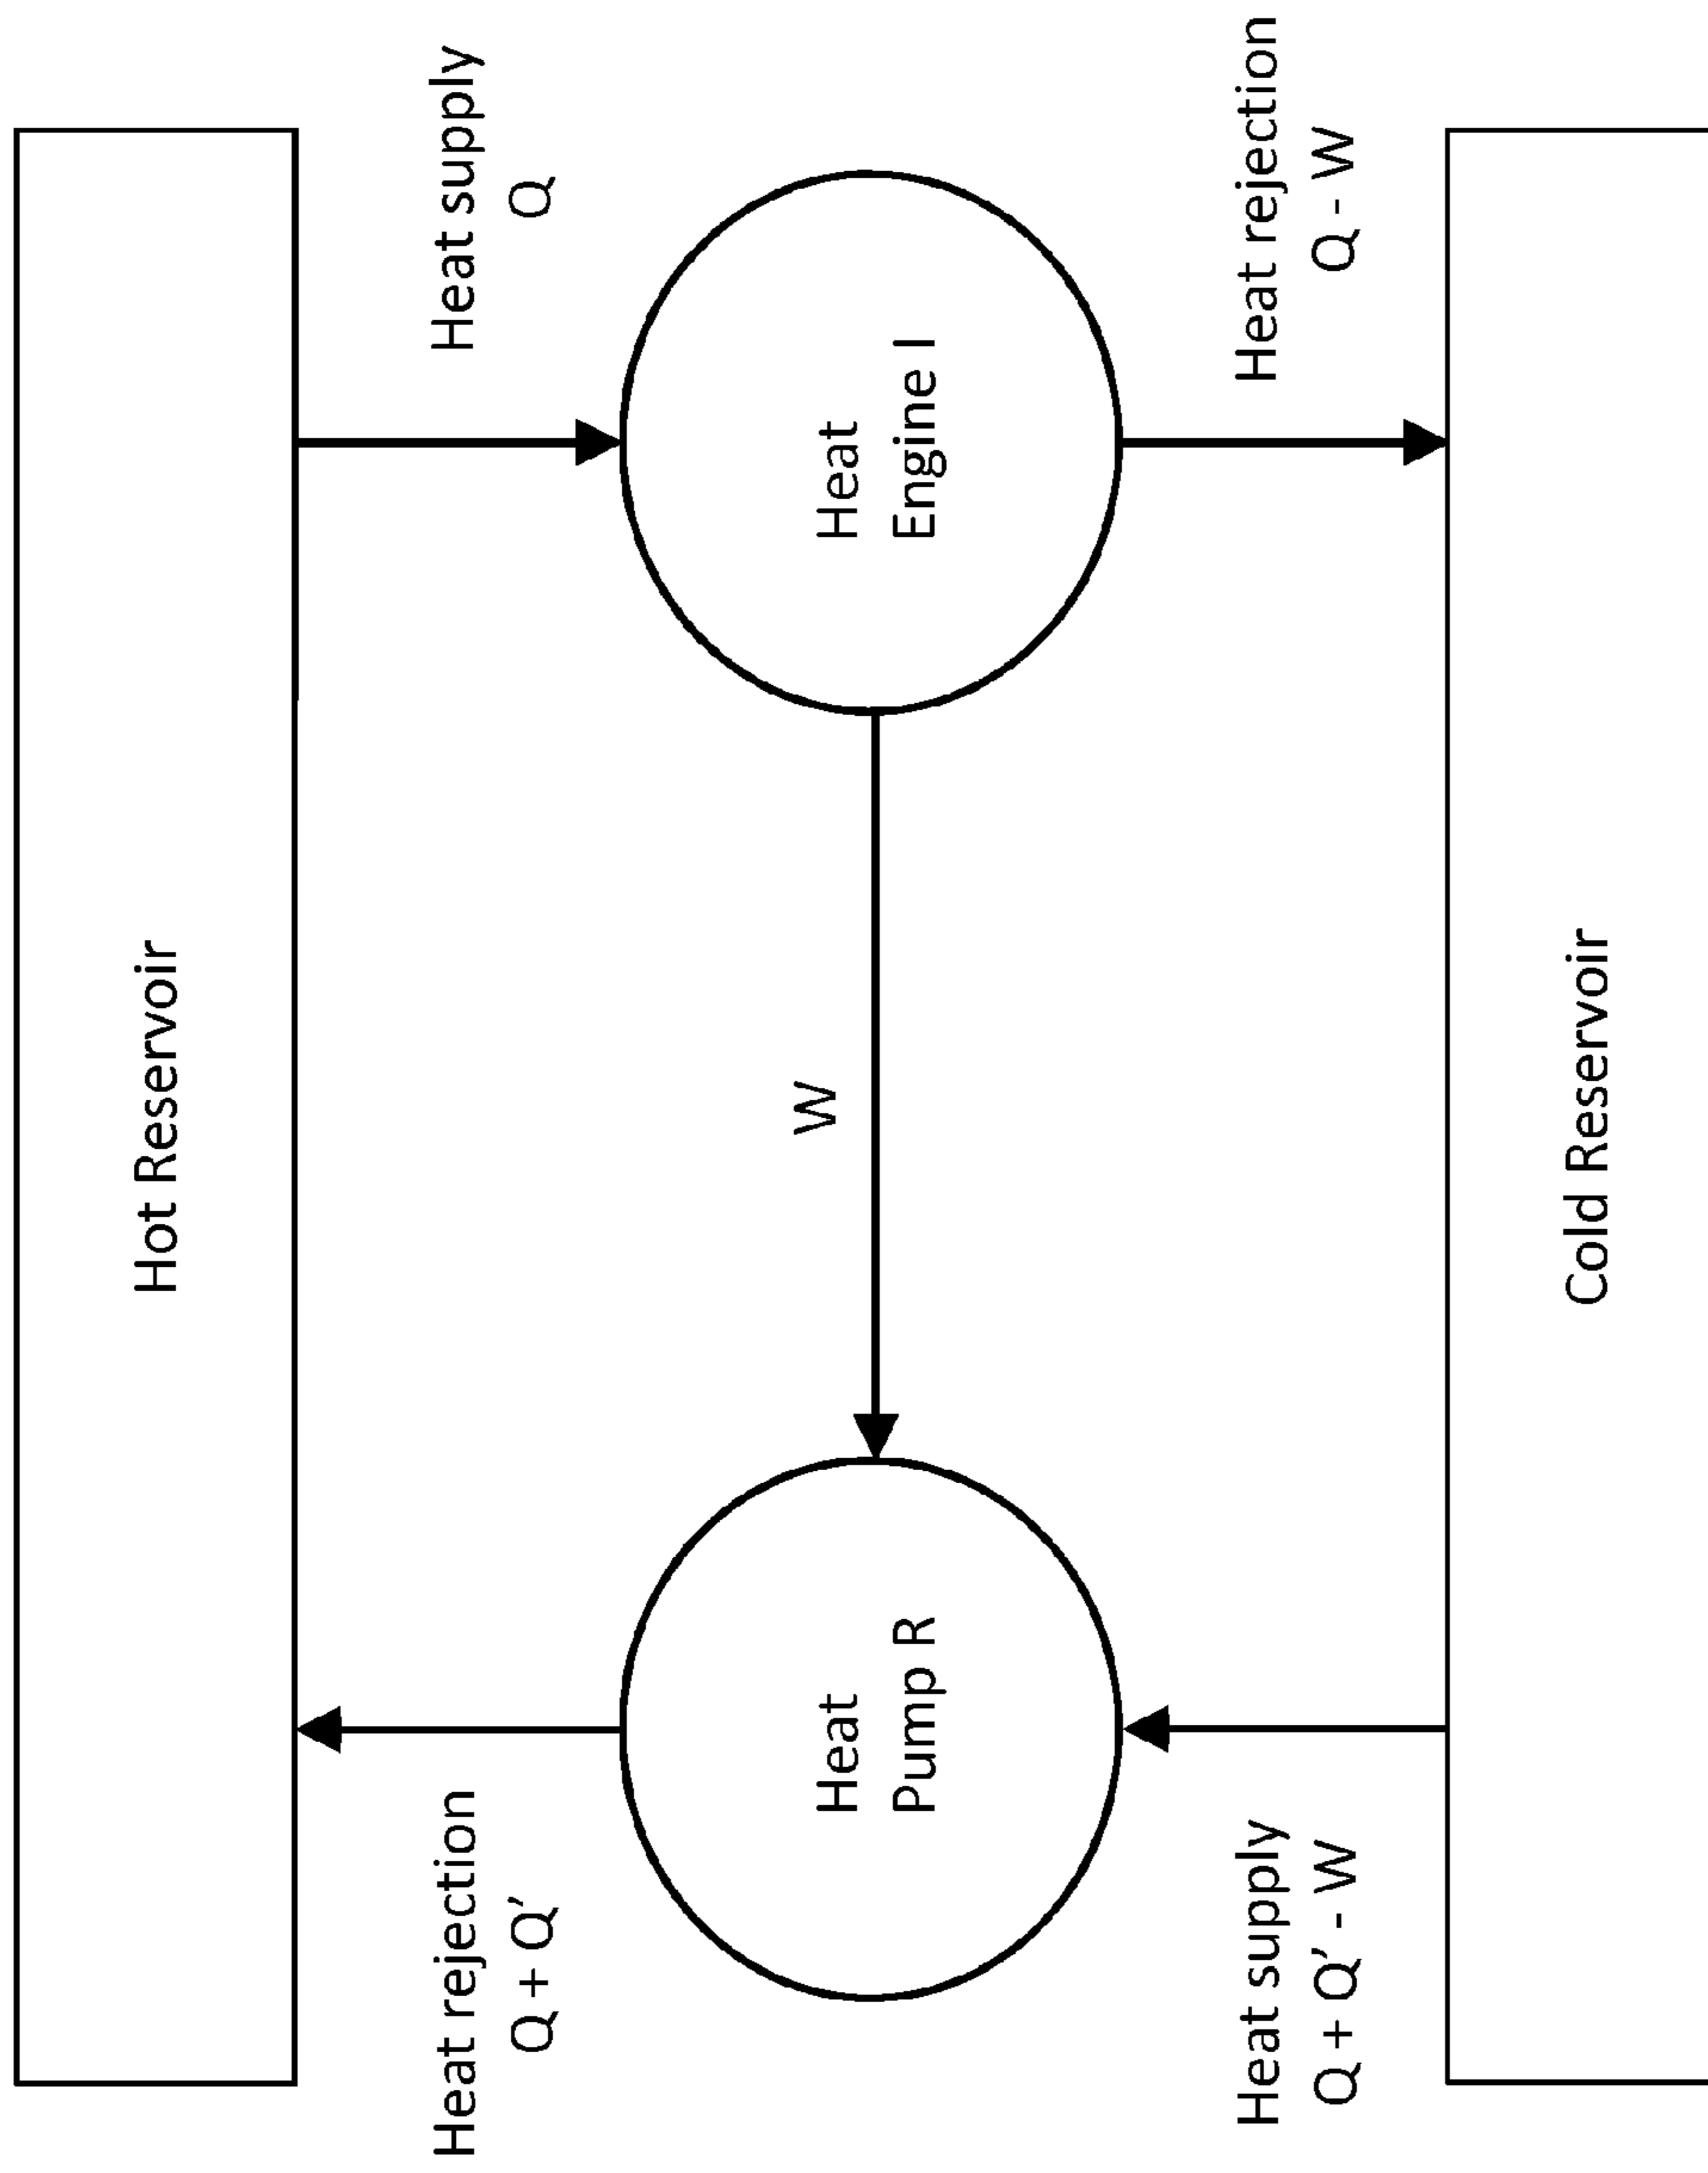 Hot Reservoir
Heat rejection
Q + Q’
Heat supply
Q
Heat
Pump R
W
Heat
Engine I
Heat supply
Q + Q’ - W
Heat rejection
Q - W
Cold Reservoir